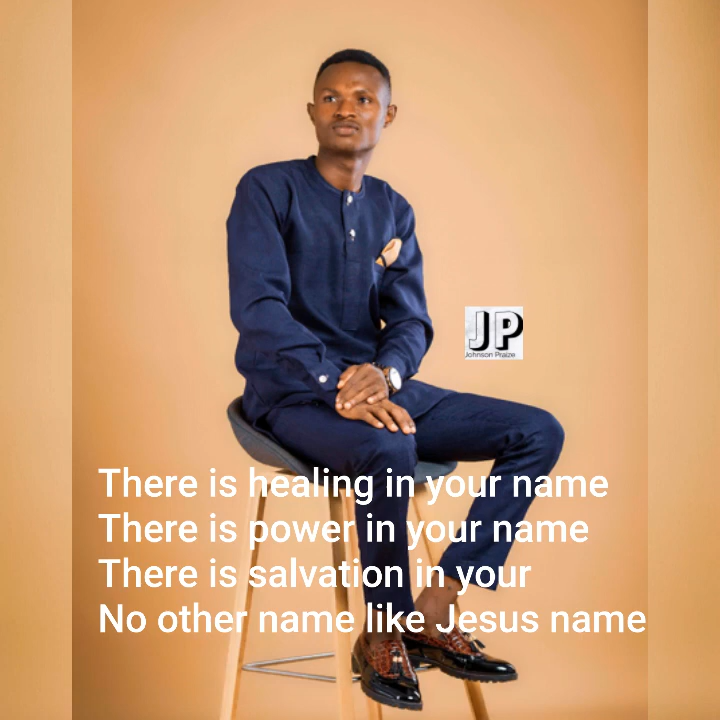 JP
Johnson Praize
There is healing in your name
There is power in your name
There is salvation in your
No other name like Jesus name